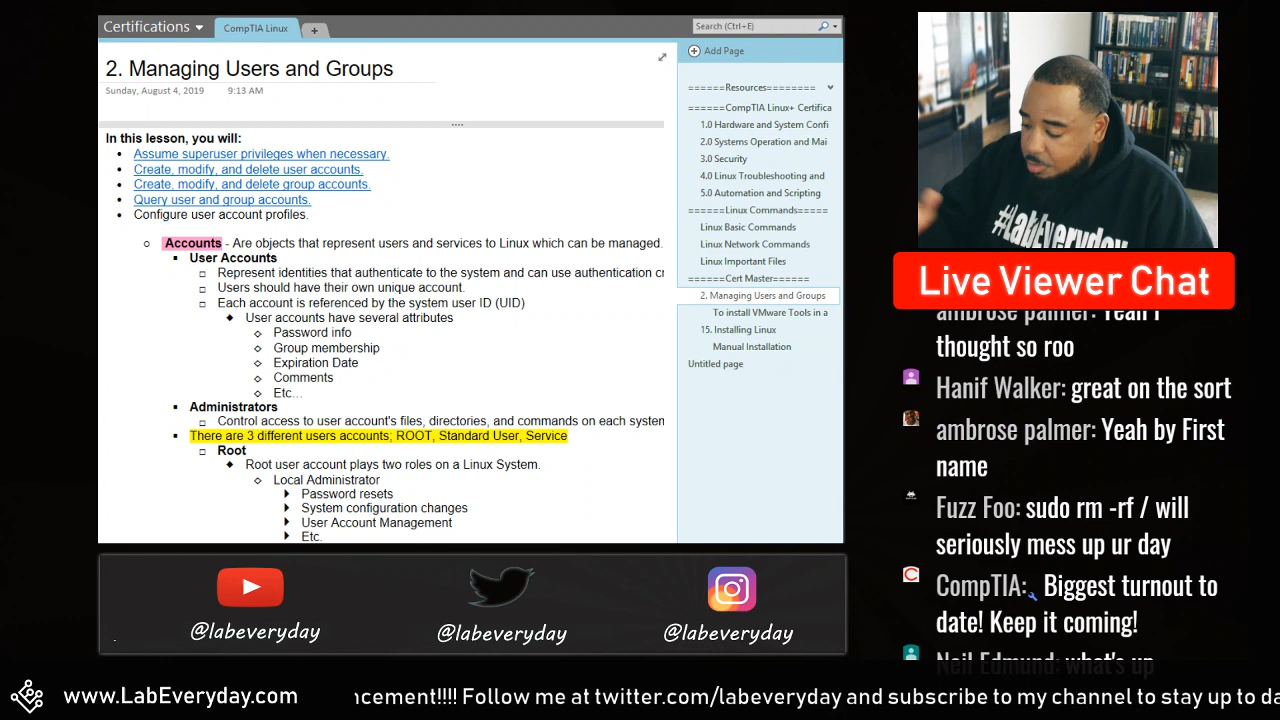 Certifications
CompTIA Linux
+
Search (Ctrl+E)
2. Managing Users and Groups
Sunday, August 4, 2019 9:13 AM
In this lesson, you will:
• Assume superuser privileges when necessary.
• Create, modify, and delete user accounts.
• Create, modify, and delete group accounts.
• Query user and group accounts.
• Configure user account profiles.
Accounts - Are objects that represent users and services to Linux which can be managed.
User Accounts
Represent identities that authenticate to the system and can use authentication cr
Users should have their own unique account.
Each account is referenced by the system user ID (UID)
User accounts have several attributes
Password info
Group membership
Expiration Date
Comments
Etc...
Administrators
Control access to user account's files, directories, and commands on each system
There are 3 different users accounts; ROOT, Standard User, Service
Root
Root user account plays two roles on a Linux System.
Local Administrator
Password resets
System configuration changes
User Account Management
Etc.
Add Page
======Resources========
======CompTIA Linux+ Certifica
1.0 Hardware and System Confi
2.0 Systems Operation and Mai
3.0 Security
4.0 Linux Troubleshooting and
5.0 Automation and Scripting
======Linux Commands=====
Linux Basic Commands
Linux Network Commands
Linux Important Files
======Cert Master======
2. Managing Users and Groups
To install VMware Tools in a
15. Installing Linux
Manual Installation
Untitled page
#LabEveryday
Live Viewer Chat
ambrose palmer: Yeah I
thought so roo
Hanif Walker: great on the sort
ambrose palmer: Yeah by First
name
Fuzz Foo: sudo rm -rf / will
seriously mess up ur day
CompTIA: Biggest turnout to
date! Keep it coming!
Neil Edmund: what's up
@labeveryday
@labeveryday
@labeveryday
www.LabEveryday.com
ncement!!!! Follow me at twitter.com/labeveryday and subscribe to my channel to stay up to da